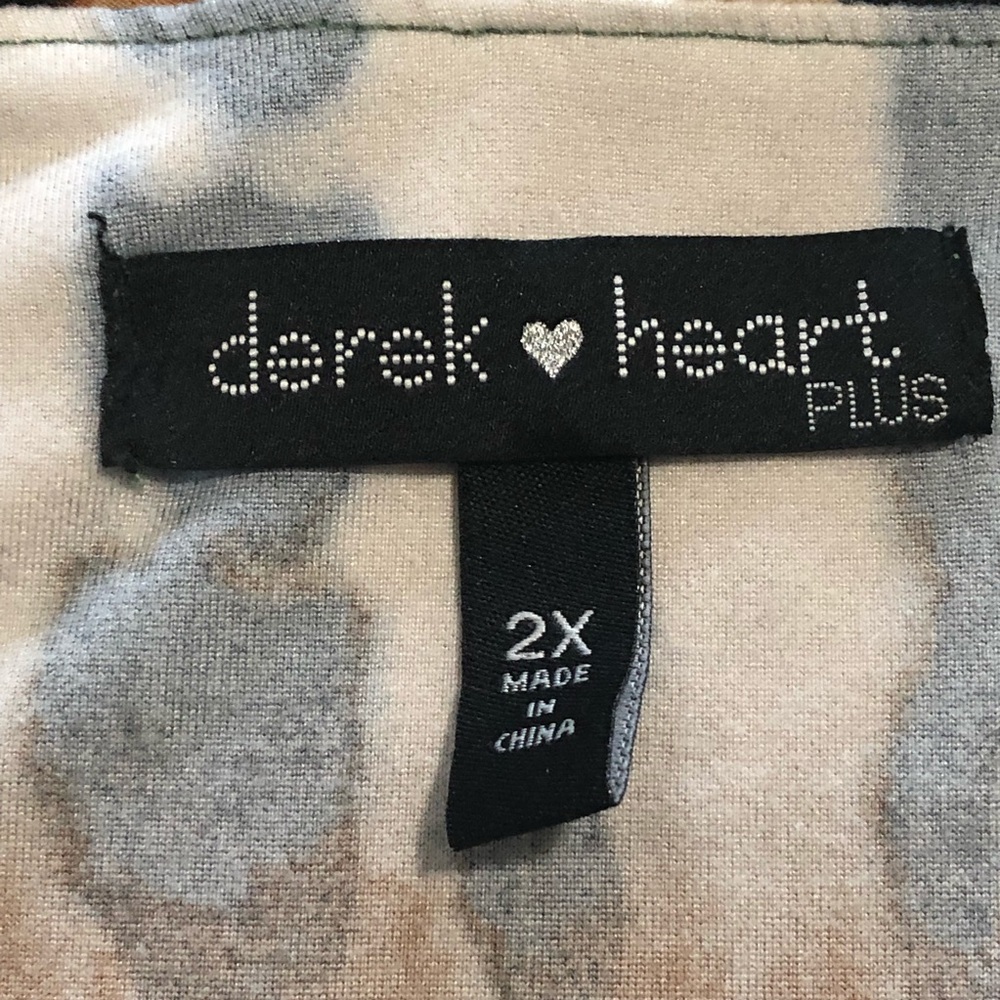 derek ♥ heart
PLUS
2X
MADE
IN
CHINA